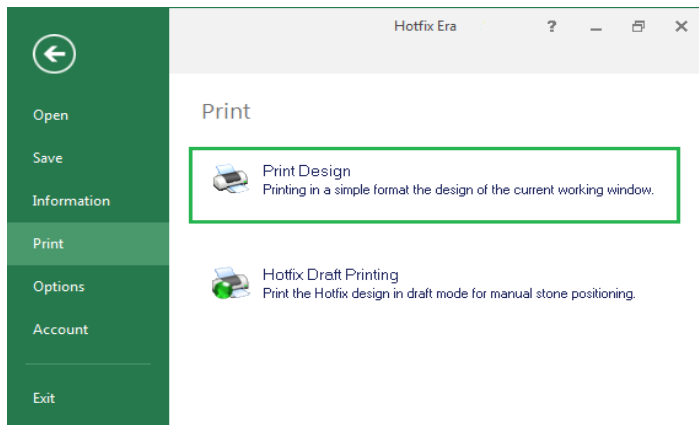 Hotfix Era
?
Open
Save
Information
Print
Options
Account
Exit
Print
Print Design
Printing in a simple format the design of the current working window.
Hotfix Draft Printing
Print the Hotfix design in draft mode for manual stone positioning.